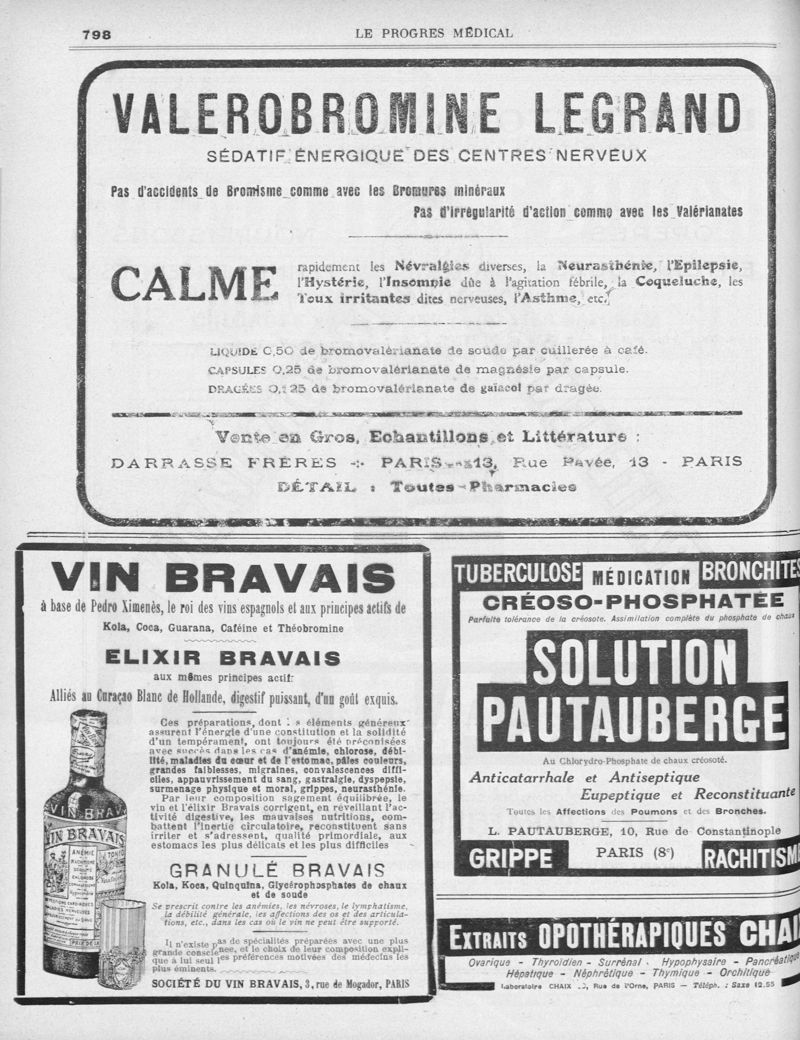 798
LE PROGRES MÉDICAL
VALEROBROMINE LEGRAND
SÉDATIF ÉNERGIQUE DES CENTRES NERVEUX
Pas d'accidents de Bromisme comme avec les Bromures minéraux
Pas d'irrégularité d'action comme avec les Valérianates
CALME
rapidement les Névralgies diverses, la Neurasthénie, l'Epilepsie,
l'Hystérie, l'Insomnie dûe à l'agitation fébrile, la Coqueluche, les
Toux irritantes dites nerveuses, l'Asthme, etc.
LIQUIDE 0,50 de bromovalérianate de soude par cuillerée à café.
CAPSULES 0,25 de bromovalérianate de magnésie par capsule.
DRAGÉES 0,125 de bromovalérianate de gaïacol par dragée.
Vente en Gros, Echantillons et Littérature :
DARRASSE FRÈRES -:- PARIS 13, Rue Pavée, 13 - PARIS
DÉTAIL : Toutes Pharmacies
VIN BRAVAIS
à base de Pedro Ximenès, le roi des vins espagnols et aux principes actifs de
Kola, Coca, Guarana, Caféine et Théobromine
ELIXIR BRAVAIS
aux mêmes principes actif:
Alliés au Curaçao Blanc de Hollande, digestif puissant, d'un goût exquis.
Ces préparations, dont : s éléments généreux
assurent l'énergie d'une constitution et la solidité
d'un tempérament, ont toujours été préconisées
avec succès dans les cas d'anémie, chlorose, débi-
lité, maladies du cœur et de l'estomac, pâles couleurs,
grandes faiblesses, migraines, convalescences diffi-
ciles, appauvrissement du sang, gastralgie, dyspepsie,
surmenage physique et moral, grippes, neurasthénie.
Par leur composition sagement équilibrée, le
vin et l'élixir Bravais corrigent, en réveillant l'ac-
tivité digestive, les mauvaises nutritions, com-
battent l'inertie circulatoire, reconstituent sans
irriter et s'adressent, qualité primordiale, aux
estomacs les plus délicats et les plus difficiles
GRANULÉ BRAVAIS
Kola, Koca, Quinquina, Glycérophosphates de chaux
et de soude
Se prescrit contre les anémies, les névroses, le lymphatisme,
la débilité générale, les affections des os et des articula-
tions, etc., dans les cas où le vin ne peut être supporté.
Il n'existe pas de spécialités préparées avec une plus
grande conscience, et le choix de leur composition expli-
que à lui seul les préférences motivées des médecins les
plus éminents.
SOCIÉTÉ DU VIN BRAVAIS, 3, rue de Mogador, PARIS
VIN BRAVAIS
VIN BRAVAIS
ANÉMIE
TONIQUE
TUBERCULOSE MÉDICATION BRONCHITES
CRÉOSO-PHOSPHATÉE
Parfaite tolérance de la créosote. Assimilation complète du phosphate de chaux
SOLUTION
PAUTAUBERGE
Au Chlorydro-Phosphate de chaux créosoté.
Anticatarrhale et Antiseptique
Eupeptique et Reconstituante
Toutes les Affections des Poumons et des Bronches.
L. PAUTAUBERGE, 10, Rue de Constantinople
GRIPPE PARIS (8e) RACHITISME
EXTRAITS OPOTHÉRAPIQUES CHAIX
Ovarique - Thyroïdien - Surrénal - Hypophysaire - Pancréatique
Hépatique - Néphrétique - Thymique - Orchitique
Laboratoire CHAIX Rue de l'Orne, PARIS - Téléph. : Saxe 12.55